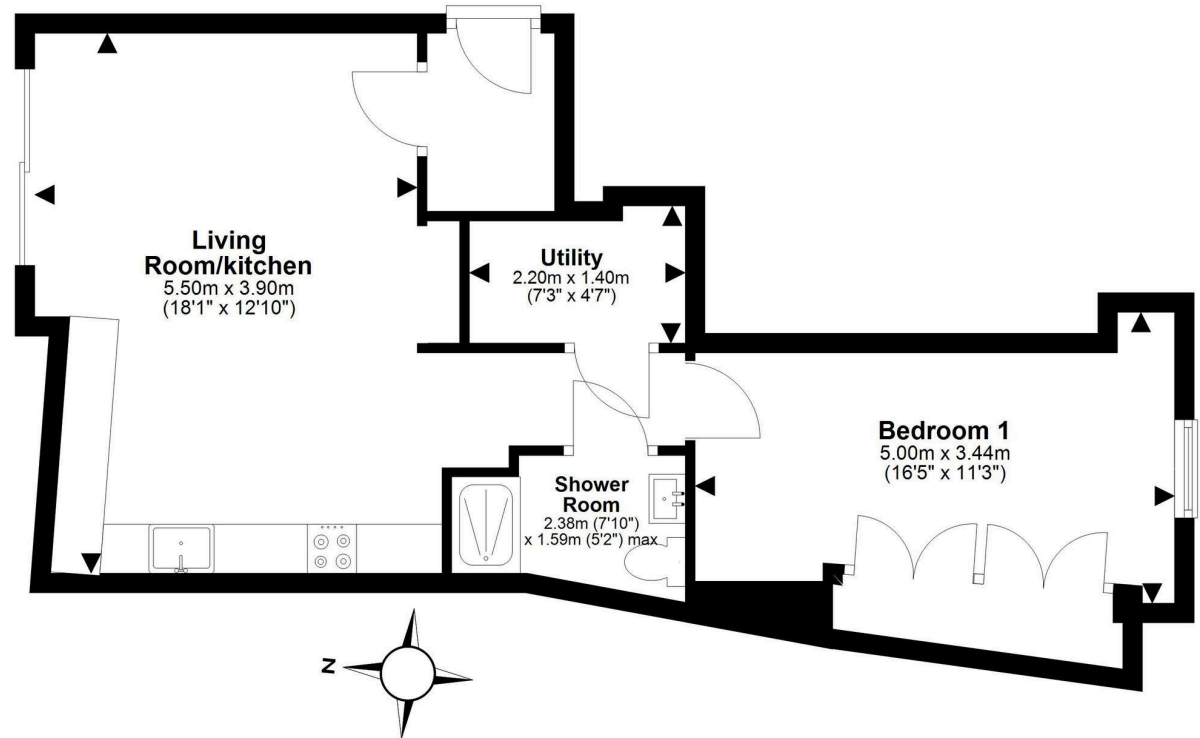 Living
Room/kitchen
5.50m x 3.90m
(18'1" x 12'10")
Utility
2.20m x 1.40m
(7'3" x 4'7")
Bedroom 1
5.00m x 3.44m
(16'5" x 11'3")
Shower
Room
2.38m (7'10")
x 1.59m (5'2") max
N